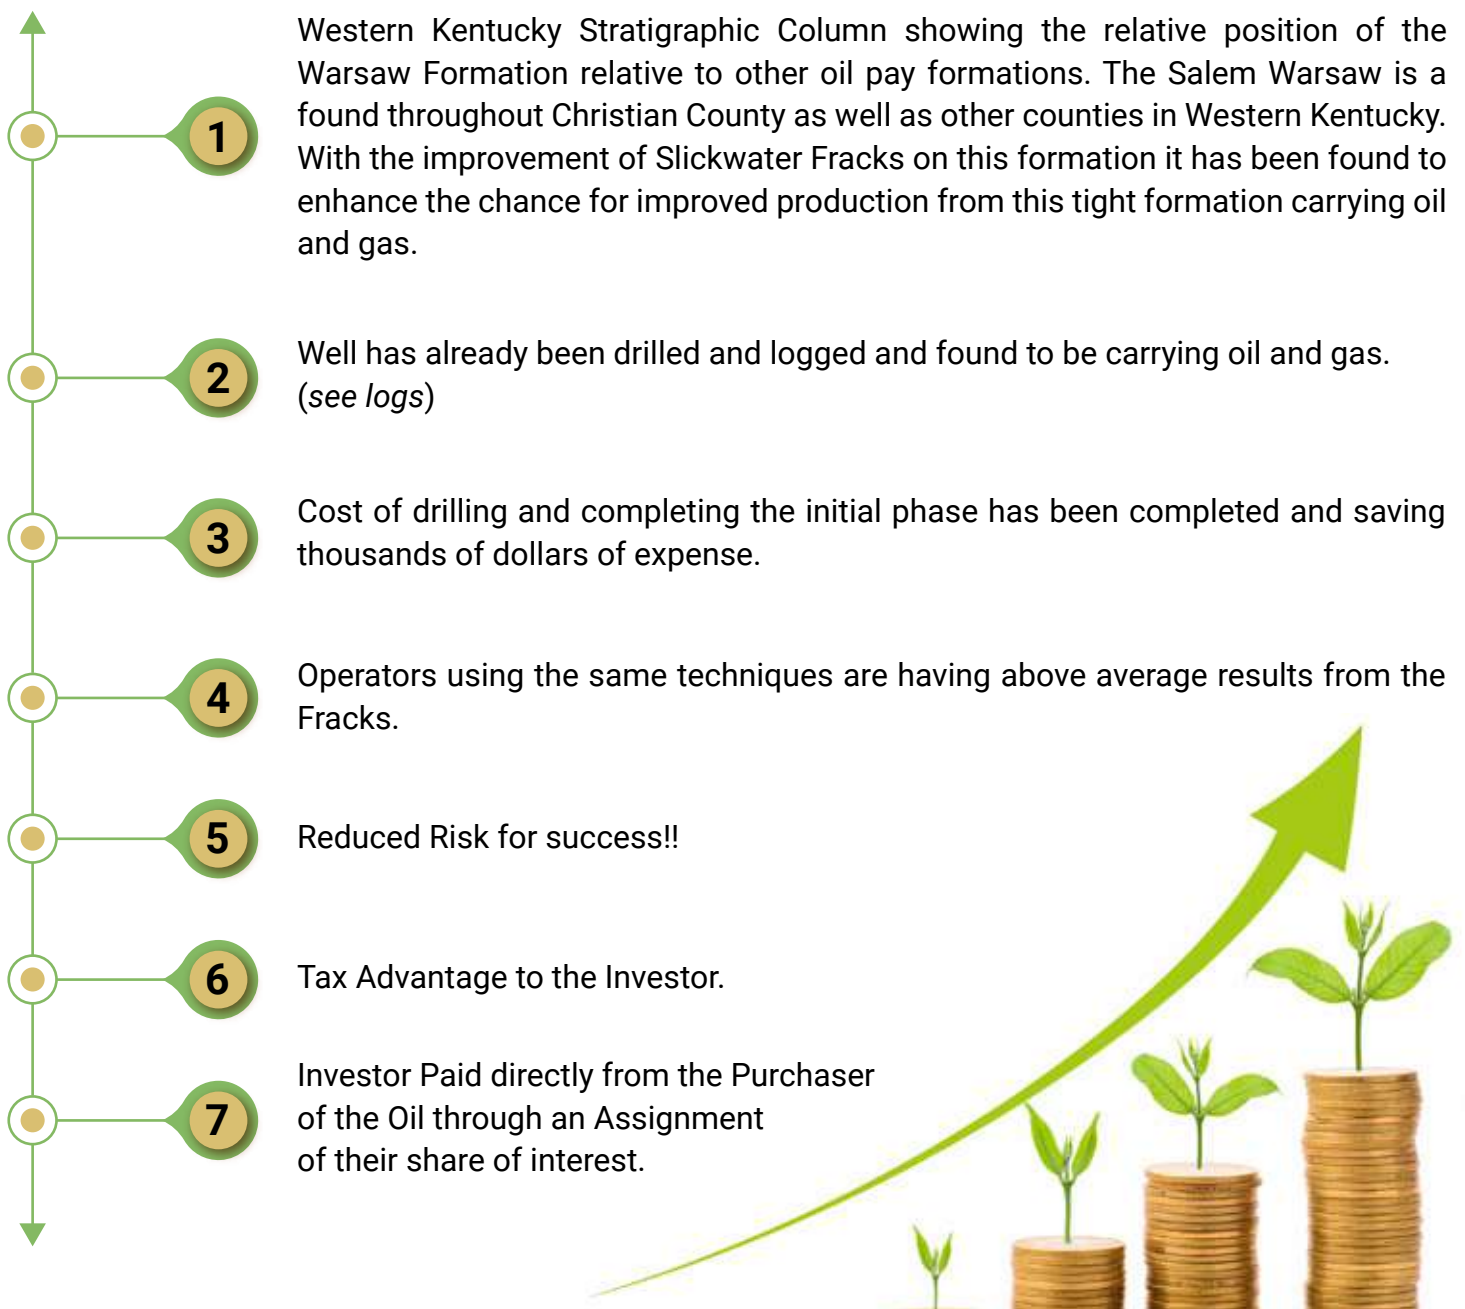 1
Western Kentucky Stratigraphic Column showing the relative position of the
Warsaw Formation relative to other oil pay formations. The Salem Warsaw is a
found throughout Christian County as well as other counties in Western Kentucky.
With the improvement of Slickwater Fracks on this formation it has been found to
enhance the chance for improved production from this tight formation carrying oil
and gas.
2
Well has already been drilled and logged and found to be carrying oil and gas.
(see logs)
3
Cost of drilling and completing the initial phase has been completed and saving
thousands of dollars of expense.
4
Operators using the same techniques are having above average results from the
Fracks.
5
Reduced Risk for success!!
6
Tax Advantage to the Investor.
7
Investor Paid directly from the Purchaser
of the Oil through an Assignment
of their share of interest.